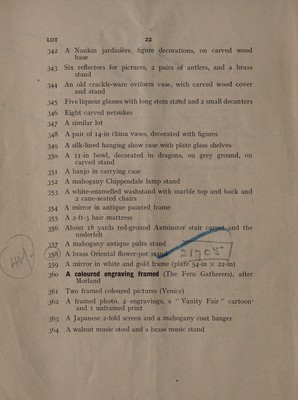 LOT 22
342 A Nankin jardinière, figure decorations, on carved wood
base
343 Six reflectors for pictures, 2 pairs of antlers, and a brass
stand
344 An old crackle-ware oviform vase, with carved wood cover
and stand
345 Five liqueur glasses with long stem stand and 2 small decanters
346 Eight carved netsukes
347 A similar lot
348 A pair of 14-in china vases, decorated with figures
349 A silk-lined hanging show case with plate glass shelves
350 A 11-in bowl, decorated in dragons, on grey ground, on
carved stand
351 A banjo in carrying case
352 A mahogany Chippendale lamp stand
353 A white-enamelled washstand with marble top and back and
2 cane-seated chairs
354 A mirror in antique painted frame
355 A 2-ft-3 hair mattress
356 About 18 yards red-ground Axminster stair carpet and the
underfelt
357 A mahogany antique palm stand
358 A brass Oriental flower-pot stand
359 A mirror in white and gold frame (plate 54-in × 22-in)
360 A coloured engraving framed (The Fern Gatherers), after
Morland
361 Two framed coloured pictures (Venice)
362 A framed photo, 2 engravings, a "Vanity Fair" cartoon
and 1 unframed print
363 A Japanese 2-fold screen and a mahogany coat hanger
364 A walnut music stool and a brass music stand